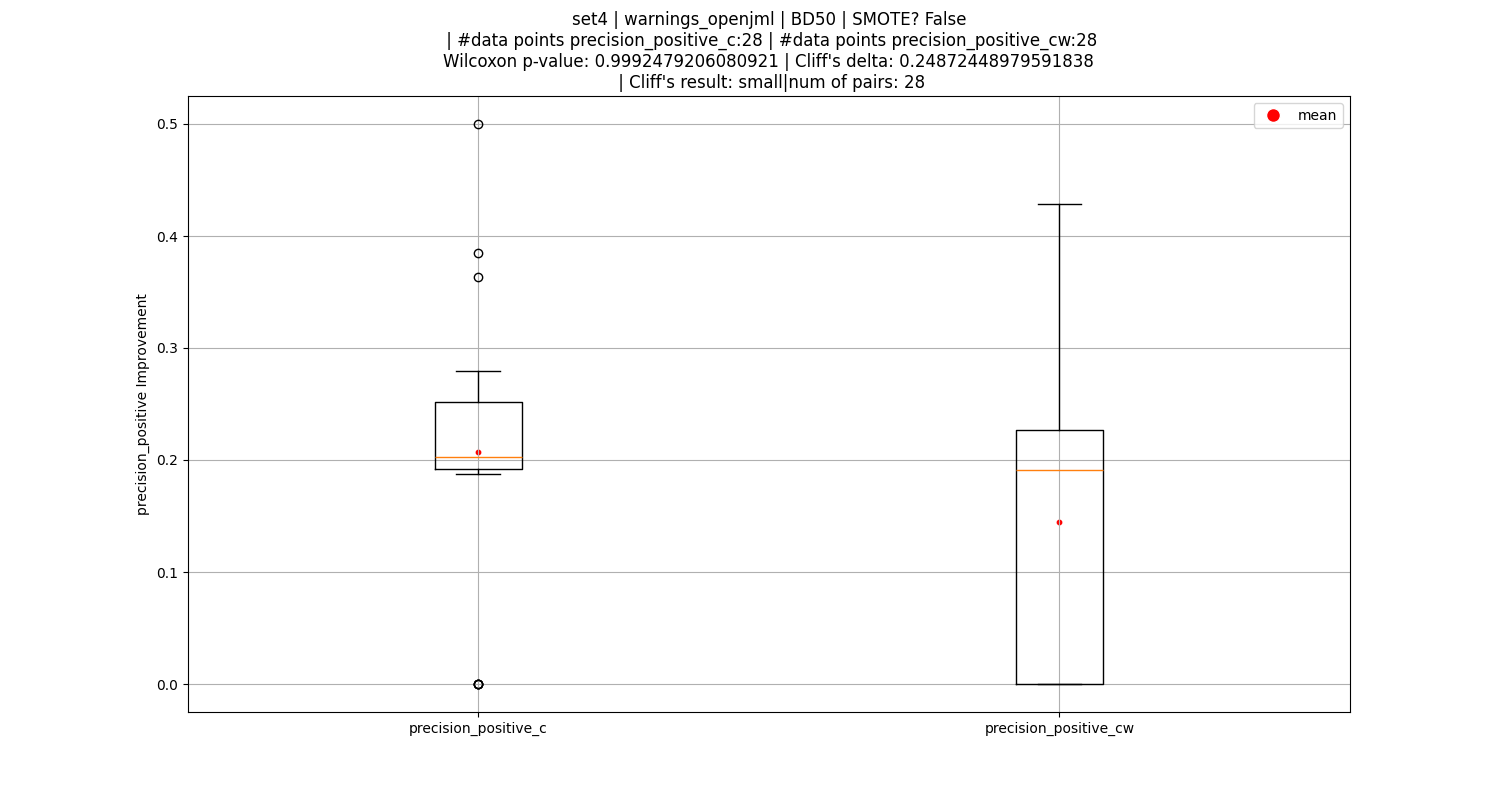 set4 | warnings_openjml | BD50 | SMOTE? False
| #data points precision_positive_c:28 | #data points precision_positive_cw:28
Wilcoxon p-value: 0.9992479206080921 | Cliff's delta: 0.24872448979591838
| Cliff's result: small|num of pairs: 28
mean
0.5
0.4
0.3
0.2
0.1
0.0
precision_positive Improvement
precision_positive_c
precision_positive_cw